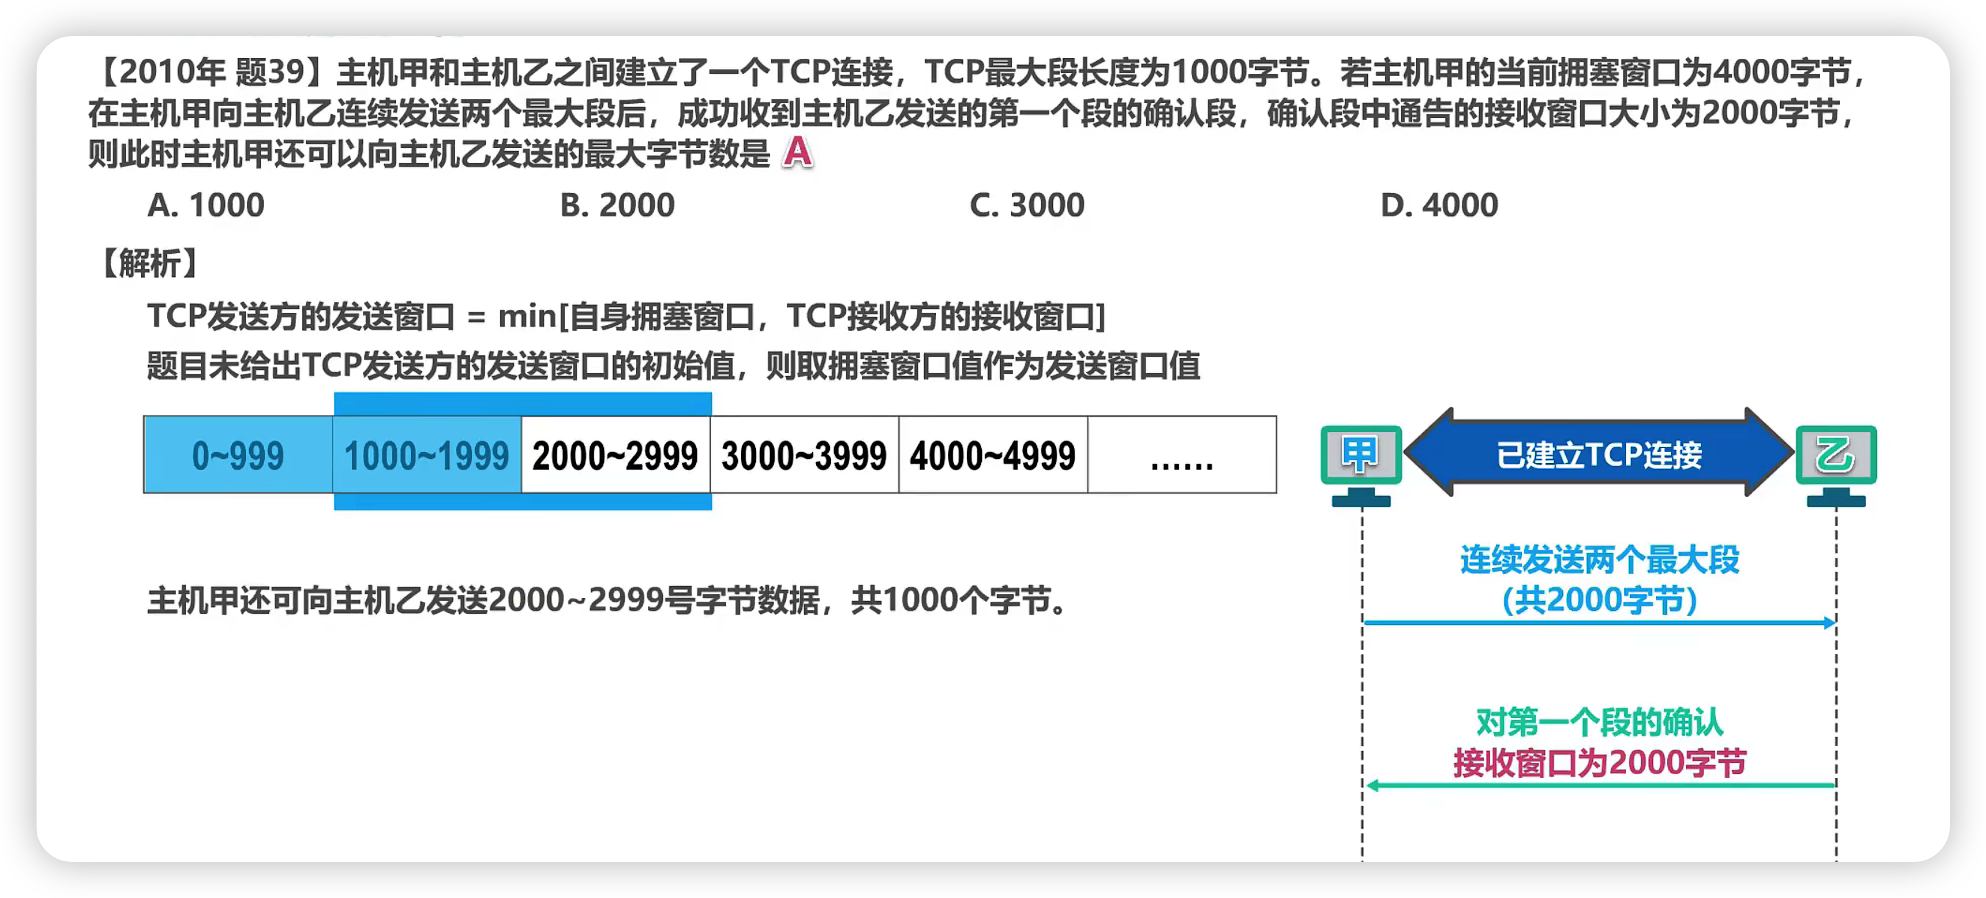 【2010年 题39】主机甲和主机乙之间建立了一个TCP连接，TCP最大段长度为1000字节。若主机甲的当前拥塞窗口为4000字节，
在主机甲向主机乙连续发送两个最大段后，成功收到主机乙发送的第一个段的确认段，确认段中通告的接收窗口大小为2000字节，
则此时主机甲还可以向主机乙发送的最大字节数是 A
A. 1000 B. 2000 C. 3000 D. 4000
【解析】
TCP发送方的发送窗口 = min[自身拥塞窗口，TCP接收方的接收窗口]
题目未给出TCP发送方的发送窗口的初始值，则取拥塞窗口值作为发送窗口值
0~999 1000~1999 2000~2999 3000~3999 4000~4999 ......
主机甲还可向主机乙发送2000~2999号字节数据，共1000个字节。
甲 已建立TCP连接 乙
连续发送两个最大段
(共2000字节)
对第一个段的确认
接收窗口为2000字节